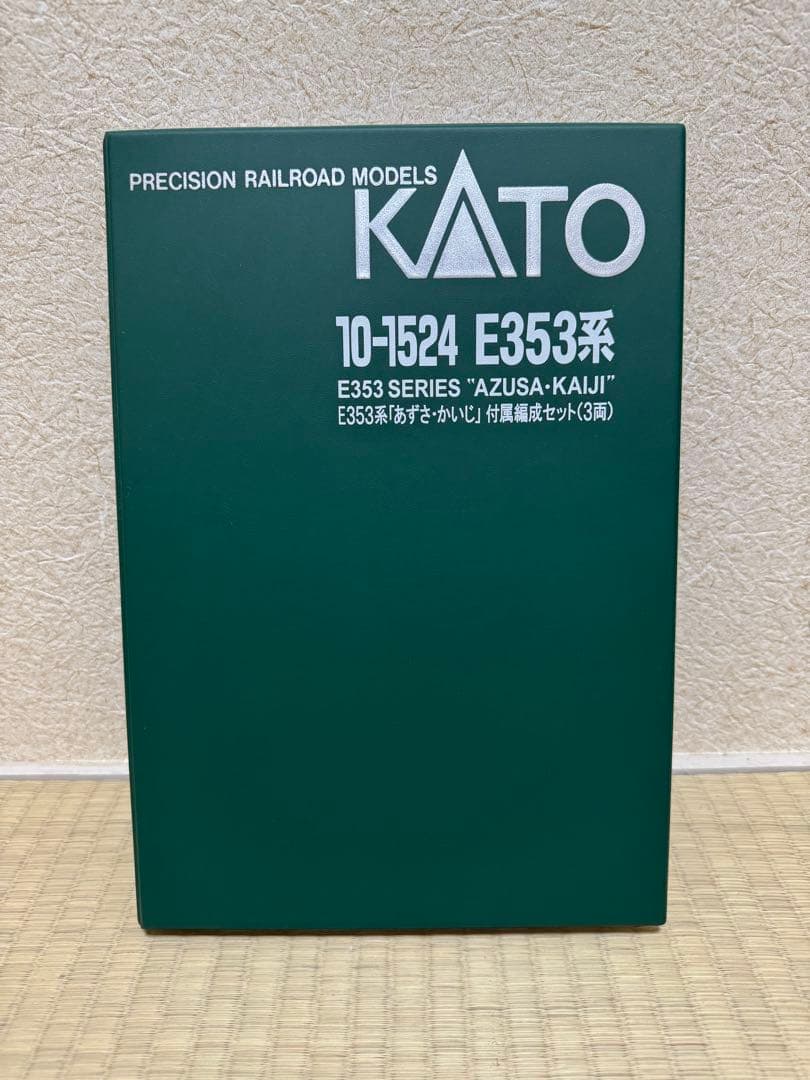 PRECISION RAILROAD MODELS
KATO
10-1524 E353系
E353 SERIES "AZUSA・KAIJI"
E353系「あずさ・かいじ」付属編成セット(3両)